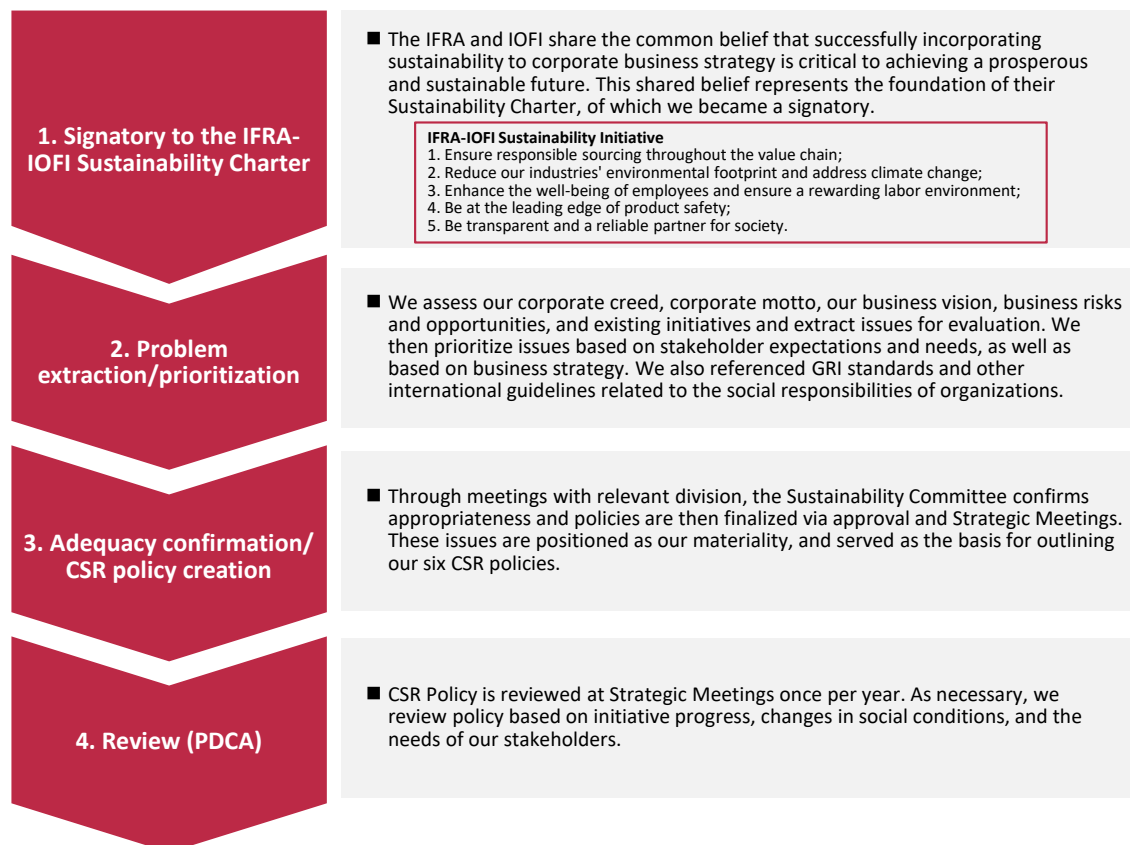 1. Signatory to the IFRA-
IOFI Sustainability Charter
■ The IFRA and IOFI share the common belief that successfully incorporating
sustainability to corporate business strategy is critical to achieving a prosperous
and sustainable future. This shared belief represents the foundation of their
Sustainability Charter, of which we became a signatory.
IFRA-IOFI Sustainability Initiative
1. Ensure responsible sourcing throughout the value chain;
2. Reduce our industries' environmental footprint and address climate change;
3. Enhance the well-being of employees and ensure a rewarding labor environment;
4. Be at the leading edge of product safety;
5. Be transparent and a reliable partner for society.
2. Problem
extraction/prioritization
■ We assess our corporate creed, corporate motto, our business vision, business risks
and opportunities, and existing initiatives and extract issues for evaluation. We
then prioritize issues based on stakeholder expectations and needs, as well as
based on business strategy. We also referenced GRI standards and other
international guidelines related to the social responsibilities of organizations.
3. Adequacy confirmation/
CSR policy creation
■ Through meetings with relevant division, the Sustainability Committee confirms
appropriateness and policies are then finalized via approval and Strategic Meetings.
These issues are positioned as our materiality, and served as the basis for outlining
our six CSR policies.
4. Review (PDCA)
■ CSR Policy is reviewed at Strategic Meetings once per year. As necessary, we
review policy based on initiative progress, changes in social conditions, and the
needs of our stakeholders.